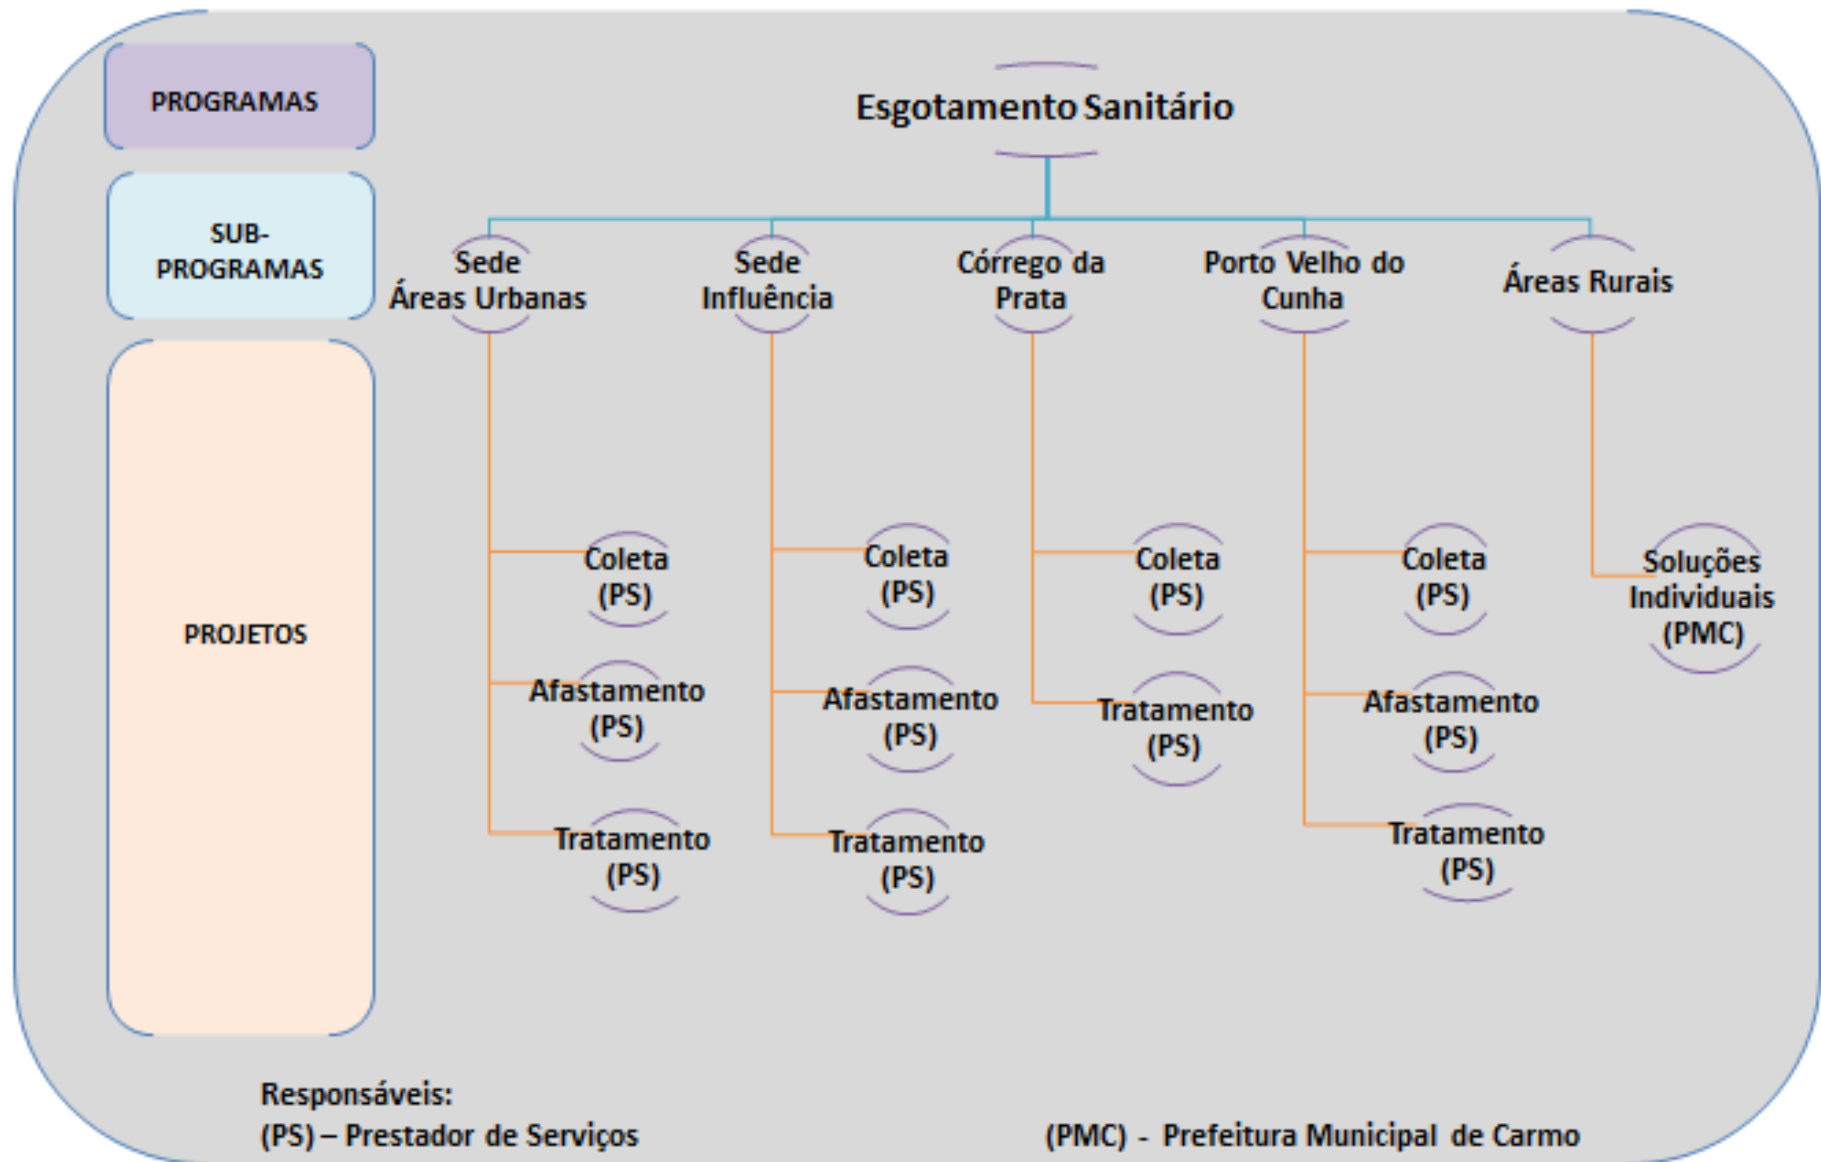 PROGRAMAS
Esgotamento Sanitário
SUB-
PROGRAMAS
Sede
Áreas Urbanas
Sede
Influência
Córrego da
Prata
Porto Velho do
Cunha
Áreas Rurais
PROJETOS
Coleta
(PS)
Afastamento
(PS)
Tratamento
(PS)
Coleta
(PS)
Afastamento
(PS)
Tratamento
(PS)
Coleta
(PS)
Tratamento
(PS)
Coleta
(PS)
Afastamento
(PS)
Tratamento
(PS)
Soluções
Individuais
(PMC)
Responsáveis:
(PS) – Prestador de Serviços
(PMC) - Prefeitura Municipal de Carmo